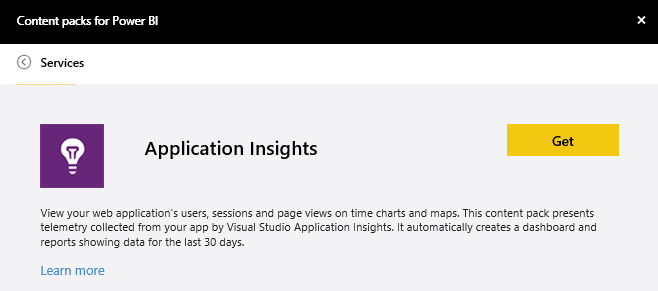 Content packs for Power BI
Services
Application Insights
Get
View your web application's users, sessions and page views on time charts and maps. This content pack presents
telemetry collected from your app by Visual Studio Application Insights. It automatically creates a dashboard and
reports showing data for the last 30 days.
Learn more